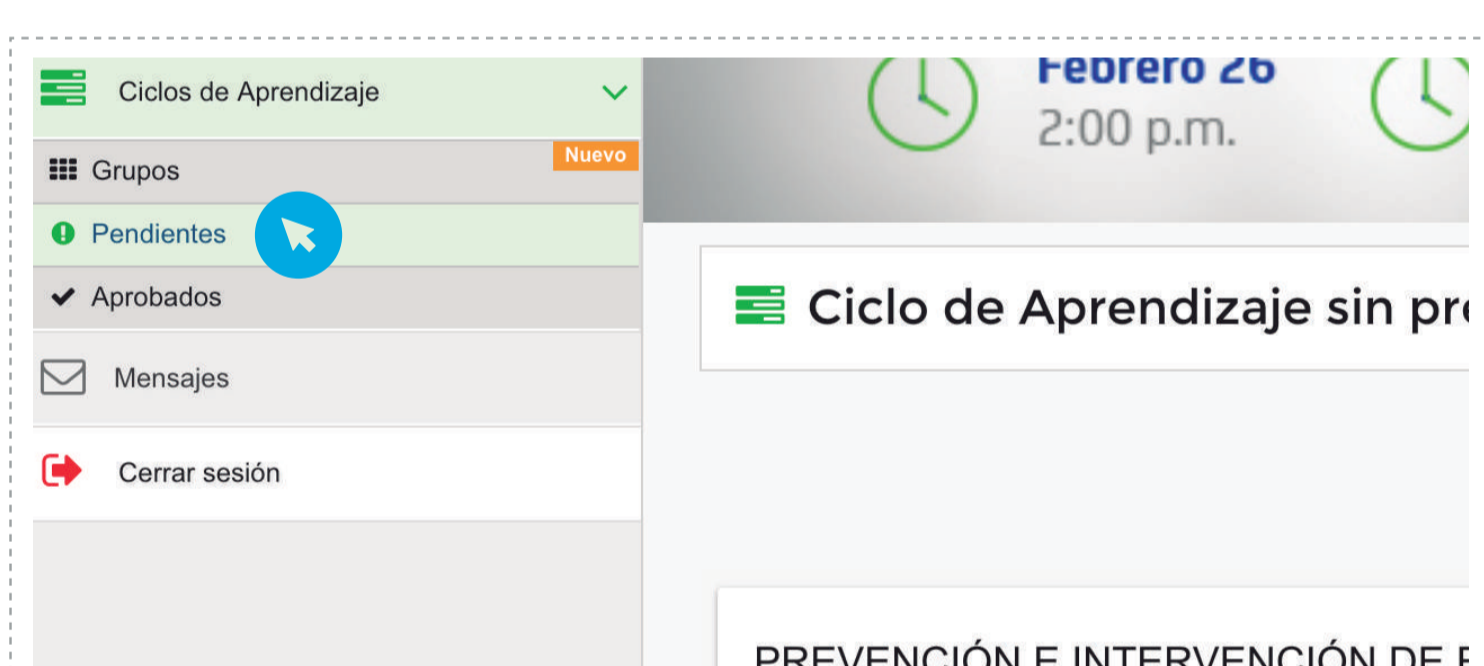 Ciclos de Aprendizaje
Grupos
Nuevo
Pendientes
Aprobados
Mensajes
Cerrar sesión
Febrero 26
2:00 p.m.
Ciclo de Aprendizaje sin
PREVENCIÓN E INTERVENCIÓN DE